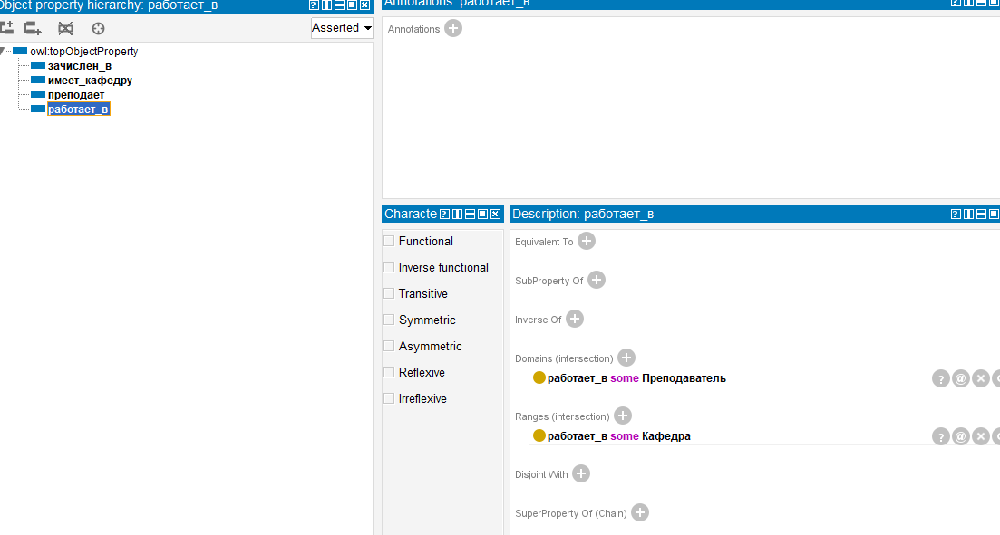 Object property hierarchy: работает_в
Asserted
owl:topObjectProperty
зачислен_в
имеет_кафедру
преподает
работает_в
Annotations: работает_в
Annotations
Characte
Functional
Inverse functional
Transitive
Symmetric
Asymmetric
Reflexive
Irreflexive
Description: работает_в
Equivalent To
SubProperty Of
Inverse Of
Domains (intersection)
работает_в some Преподаватель
Ranges (intersection)
работает_в some Кафедра
Disjoint With
SuperProperty Of (Chain)